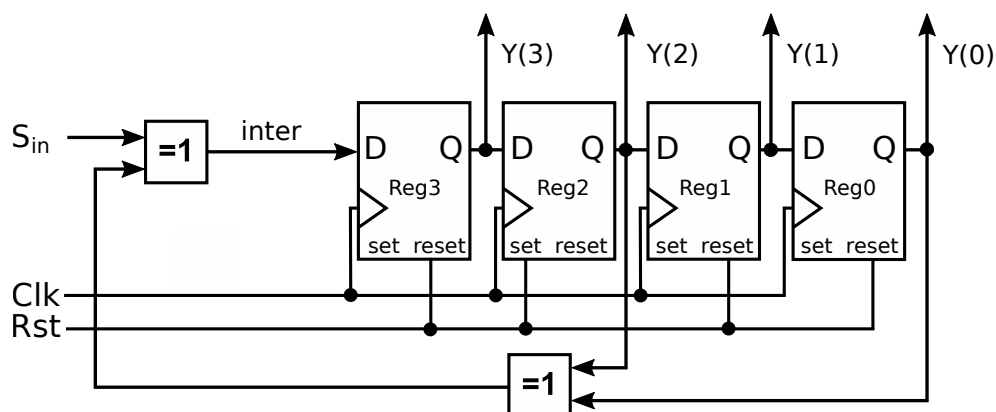 Y(3) Y(2) Y(1) Y(0)
S_in
=1
inter
D Q D Q D Q D Q
Reg3 Reg2 Reg1 Reg0
set reset set reset set reset set reset
Clk
Rst
=1